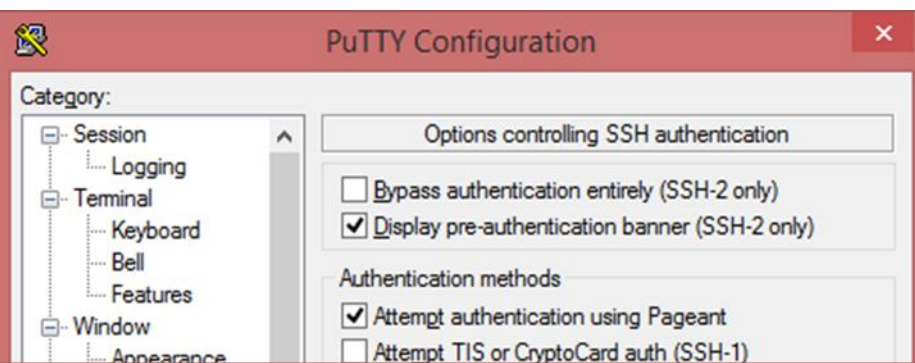 PuTTY Configuration
Category:
Session
Logging
Terminal
Keyboard
Bell
Features
Window
Appearance
Options controlling SSH authentication
Bypass authentication entirely (SSH-2 only)
Display pre-authentication banner (SSH-2 only)
Authentication methods
Attempt authentication using Pageant
Attempt TIS or CryptoCard auth (SSH-1)